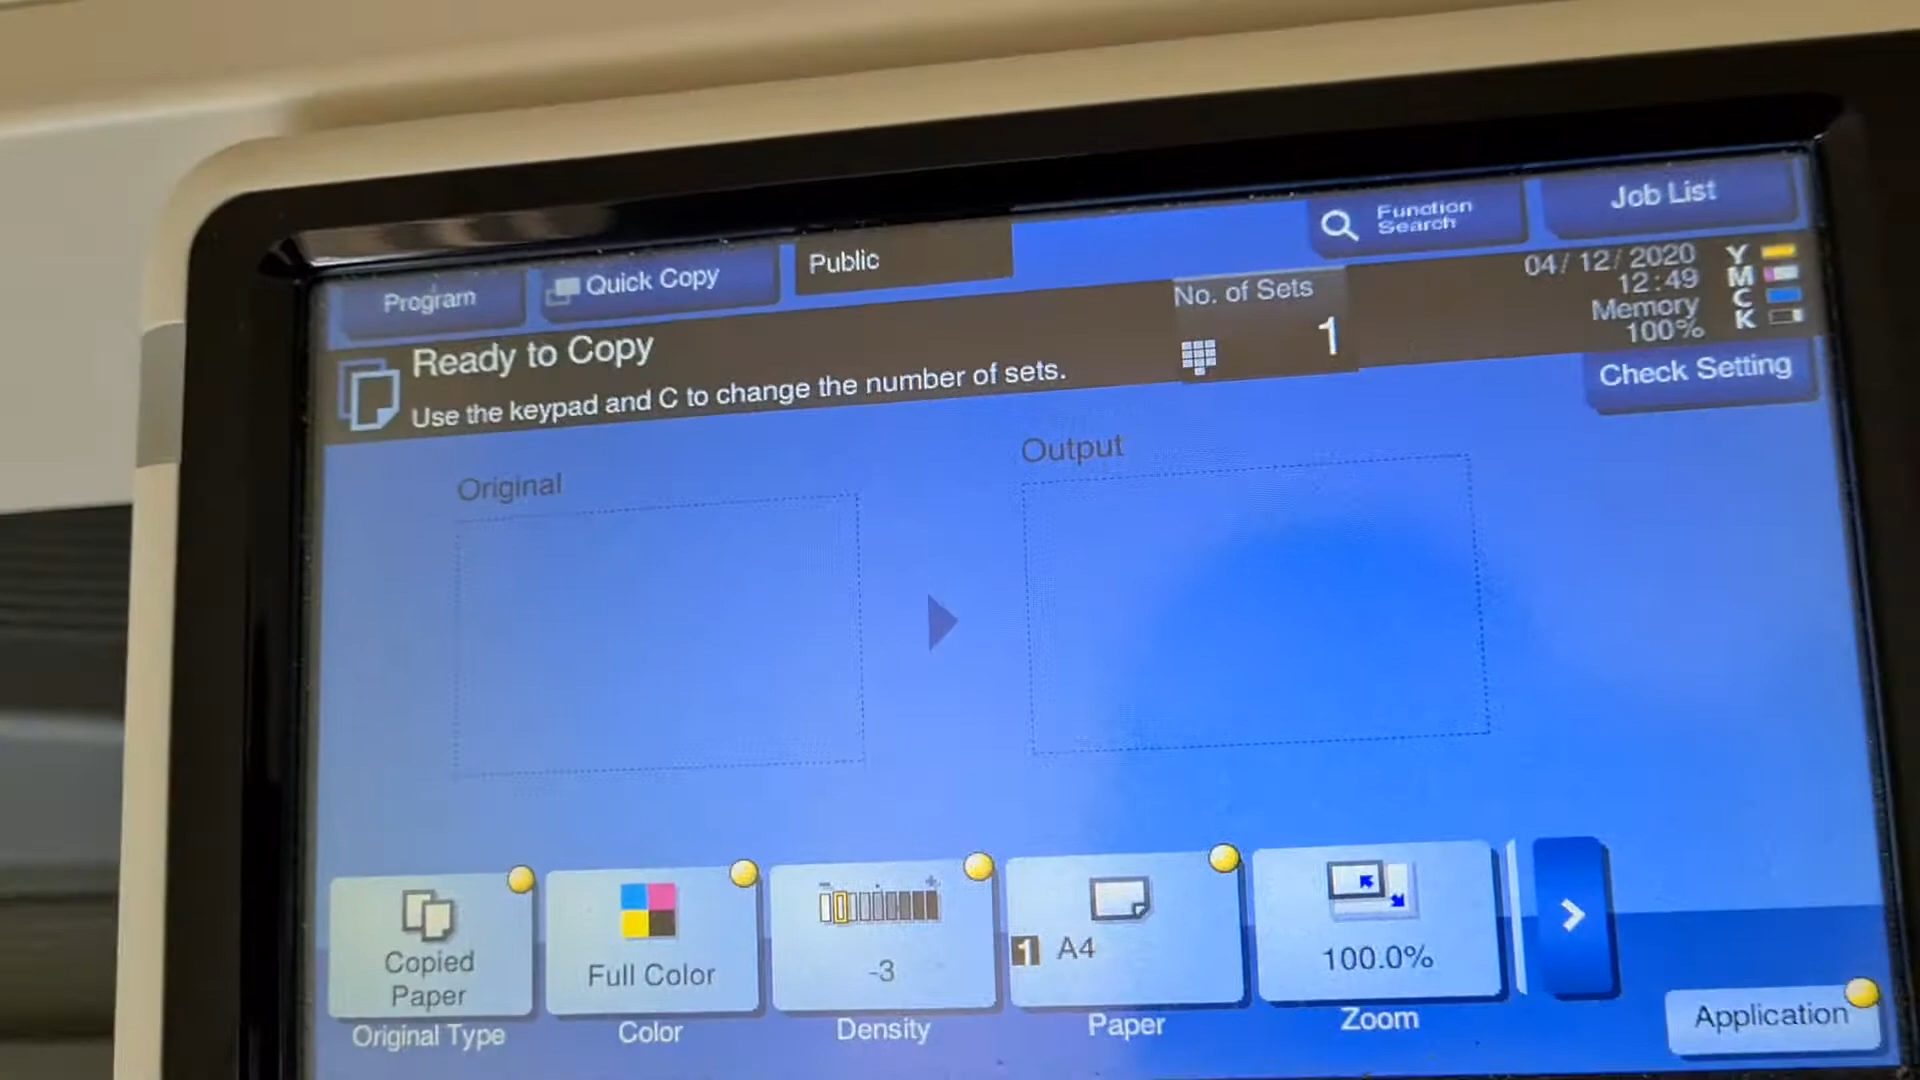 Program
Quick Copy
Public
Function
Search
Job List
Ready to Copy
Use the keypad and C to change the number of sets.
No. of Sets
1
04/12/2020
12:49
Memory
100%
Y
M
C
K
Check Setting
Original
Output
Copied
Paper
Original Type
Full Color
Color
- +
-3
Density
1 A4
Paper
100.0%
Zoom
Application